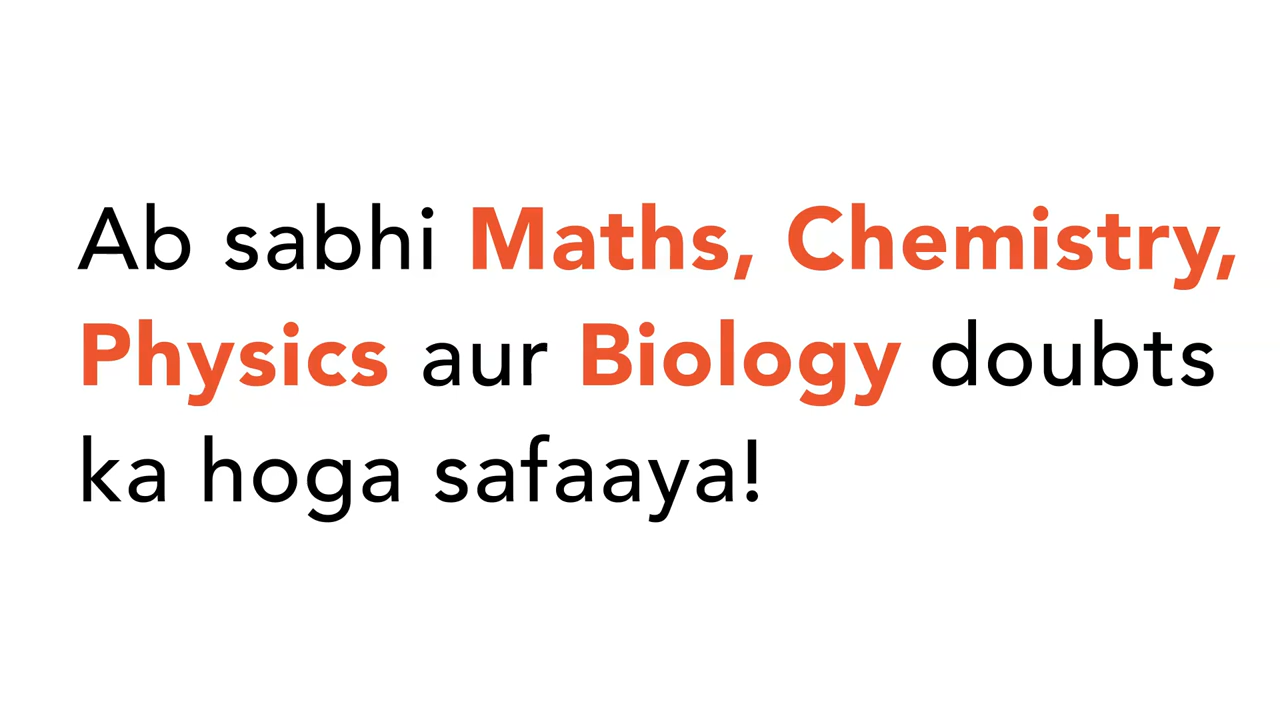 Ab sabhi Maths, Chemistry,
Physics aur Biology doubts
ka hoga safaaya!